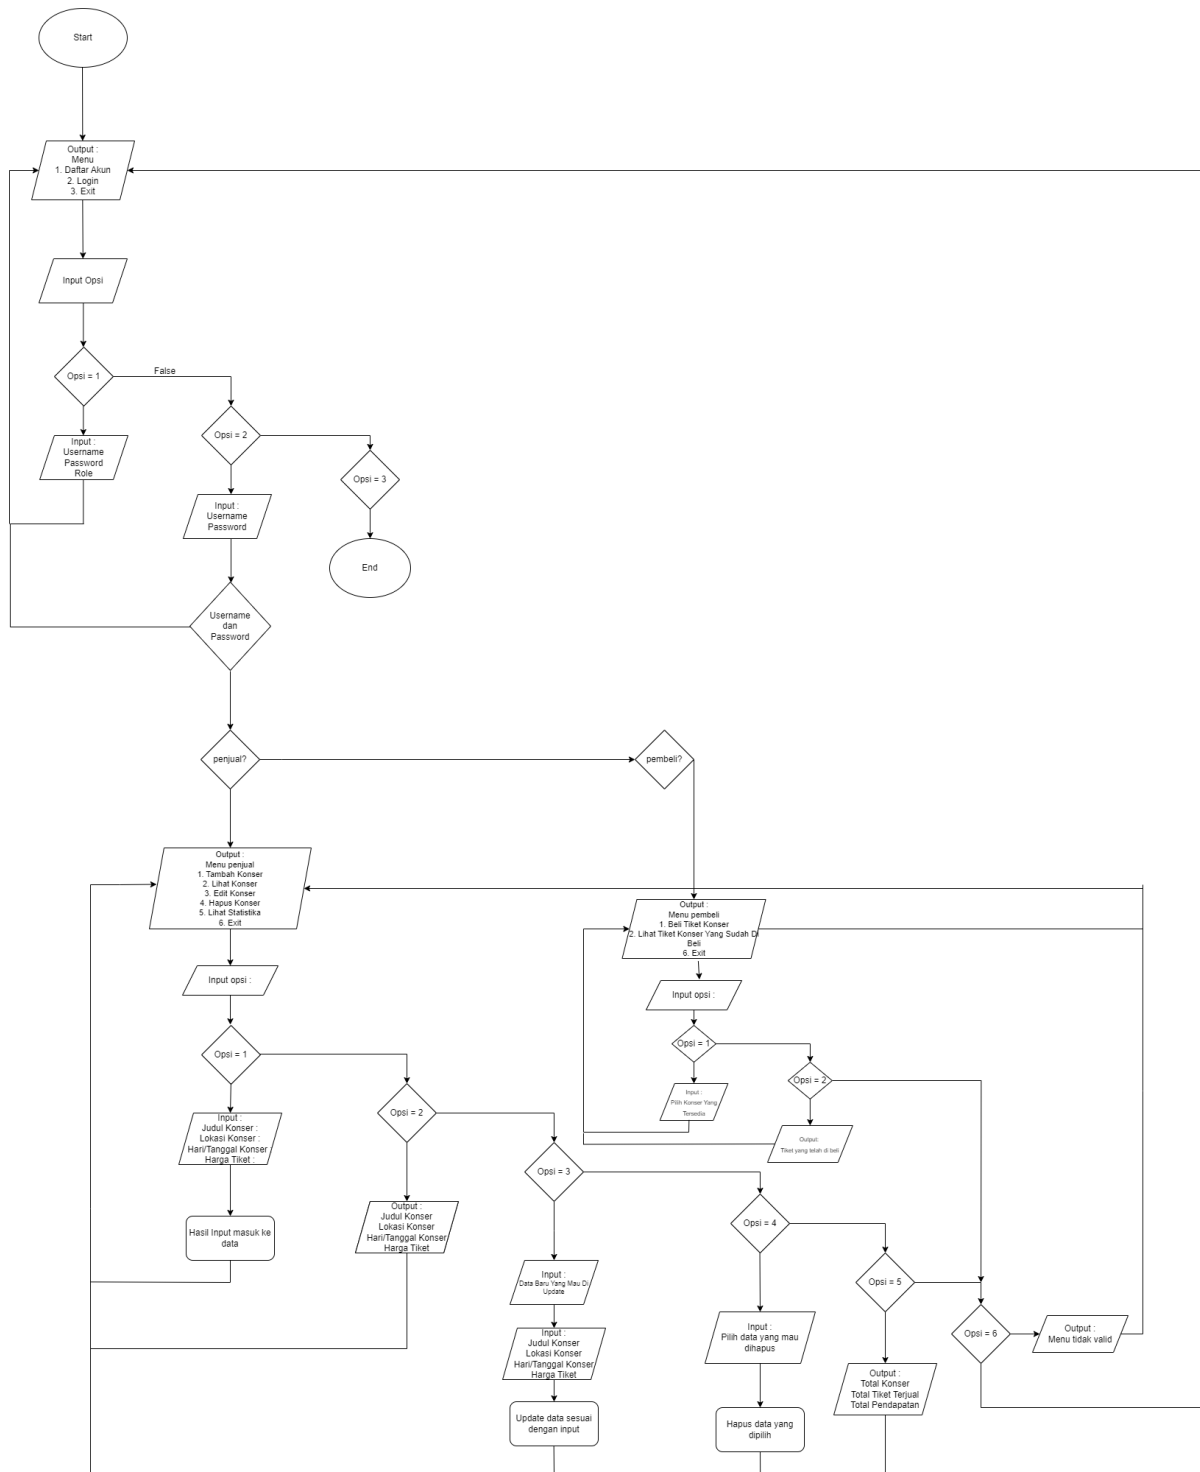 Start
Output :
Menu
1. Daftar Akun
2. Login
3. Exit
Input Opsi
Opsi = 1
False
Input :
Username
Password
Role
Opsi = 2
Input :
Username
Password
Opsi = 3
End
Username
dan
Password
penjual?
pembeli?
Output :
Menu penjual
1. Tambah Konser
2. Lihat Konser
3. Edit Konser
4. Hapus Konser
5. Lihat Statistika
6. Exit
Input opsi :
Opsi = 1
Input :
Judul Konser :
Lokasi Konser :
Hari/Tanggal Konser
Harga Tiket :
Hasil Input masuk ke
data
Opsi = 2
Output :
Judul Konser
Lokasi Konser
Hari/Tanggal Konser
Harga Tiket
Opsi = 3
Input :
Data Baru Yang Mau Di
Update
Input :
Judul Konser
Lokasi Konser
Hari/Tanggal Konser
Harga Tiket
Update data sesuai
dengan input
Opsi = 4
Input :
Pilih data yang mau
dihapus
Hapus data yang
dipilih
Opsi = 5
Output :
Total Konser
Total Tiket Terjual
Total Pendapatan
Opsi = 6
Output :
Menu tidak valid
Output :
Menu pembeli
1. Beli Tiket Konser
2. Lihat Tiket Konser Yang Sudah Di
Beli
6. Exit
Input opsi :
Opsi = 1
Input :
Pilih Konser Yang
Tersedia
Opsi = 2
Output:
Tiket yang telah di beli